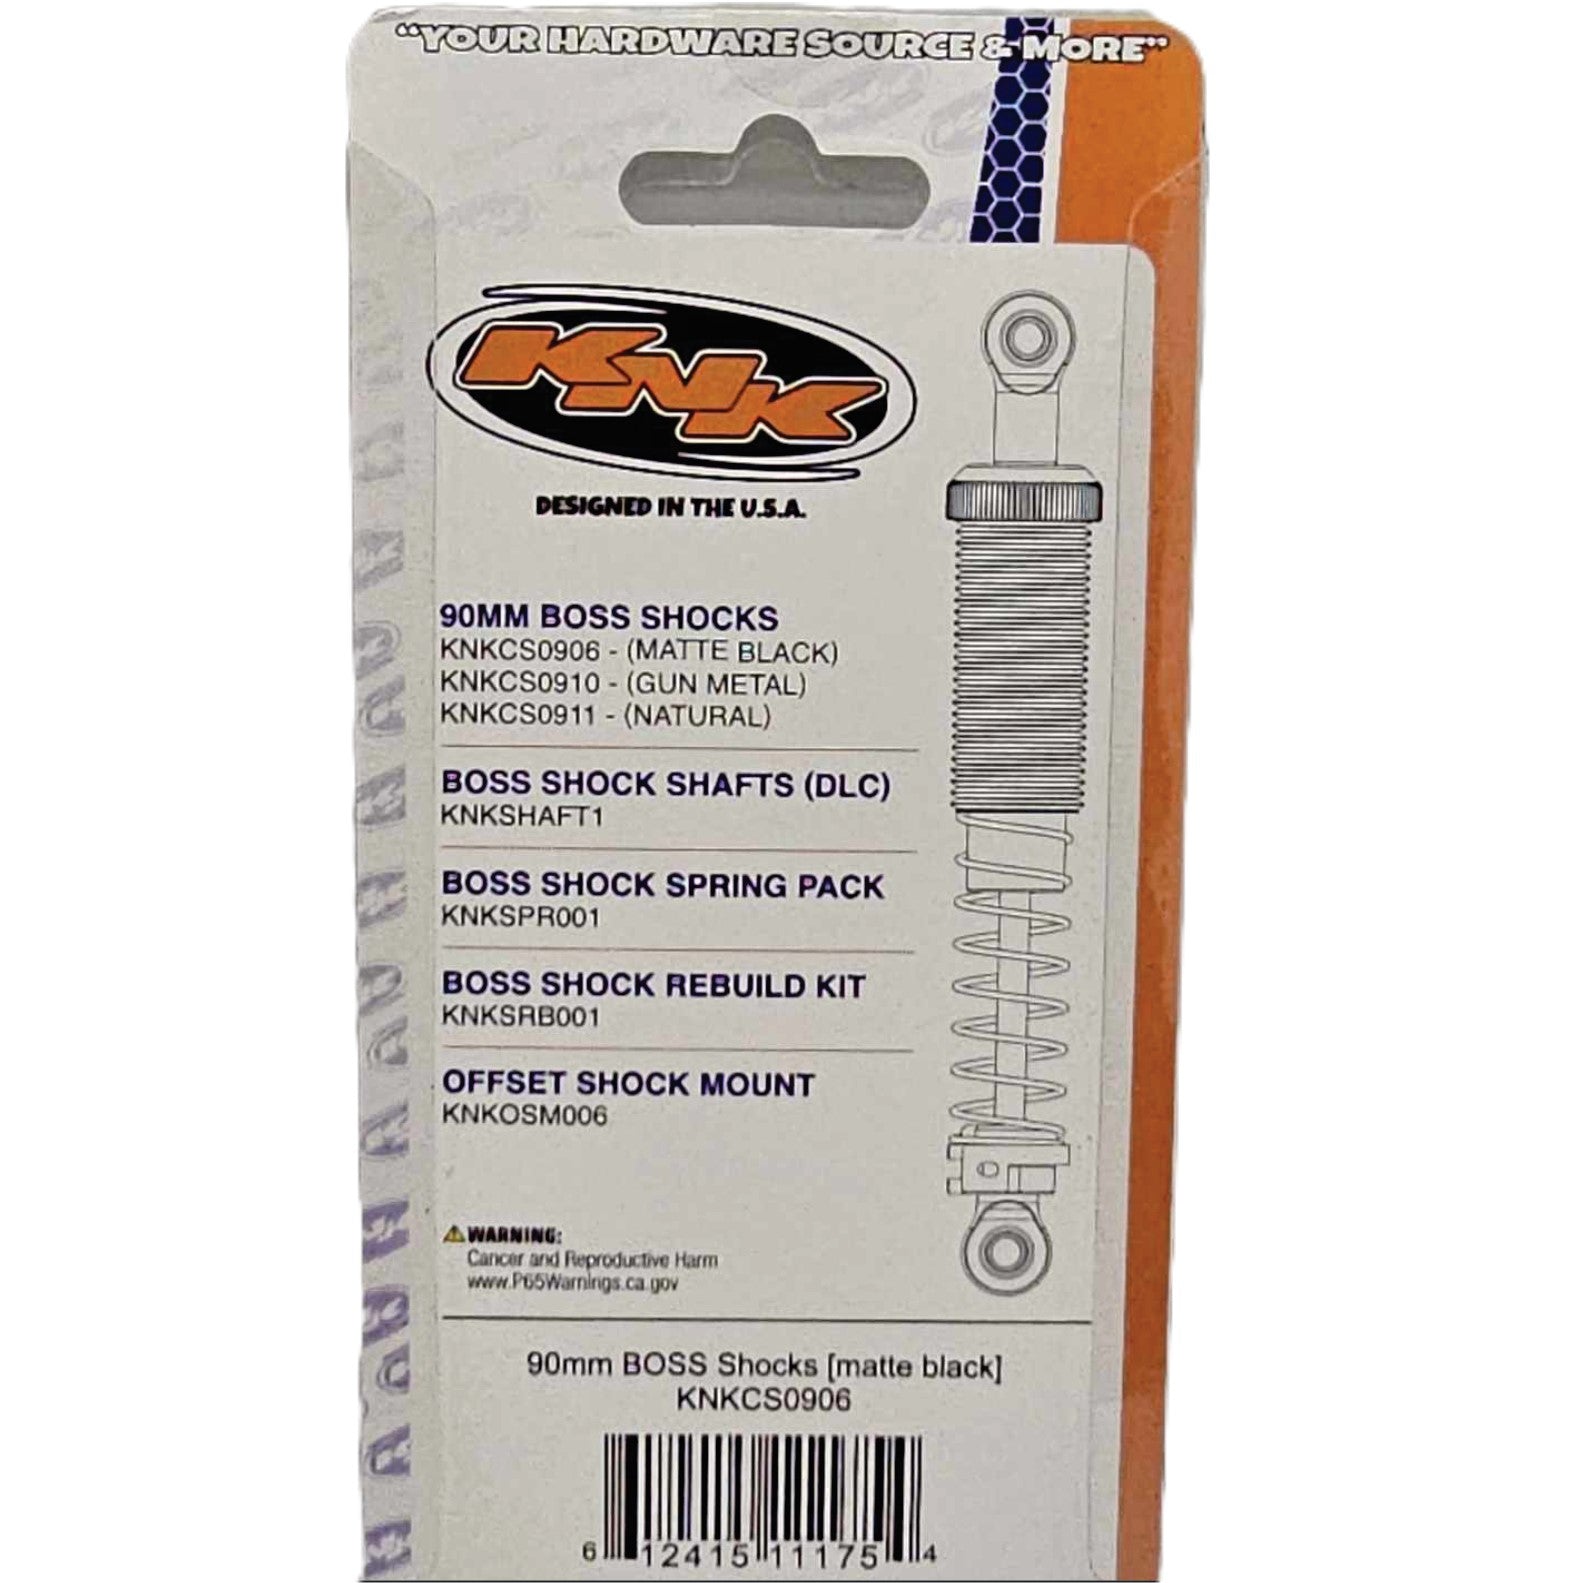 “YOUR HARDWARE SOURCE & MORE”
KNK
DESIGNED IN THE U.S.A.
90MM BOSS SHOCKS
KNKCS0906 - (MATTE BLACK)
KNKCS0910 - (GUN METAL)
KNKCS0911 - (NATURAL)
BOSS SHOCK SHAFTS (DLC)
KNKSHAFT1
BOSS SHOCK SPRING PACK
KNKSPR001
BOSS SHOCK REBUILD KIT
KNKSRB001
OFFSET SHOCK MOUNT
KNKOSM006
WARNING:
Cancer and Reproductive Harm
www.P65Warnings.ca.gov
90mm BOSS Shocks [matte black]
KNKCS0906
6 12415 11175 4